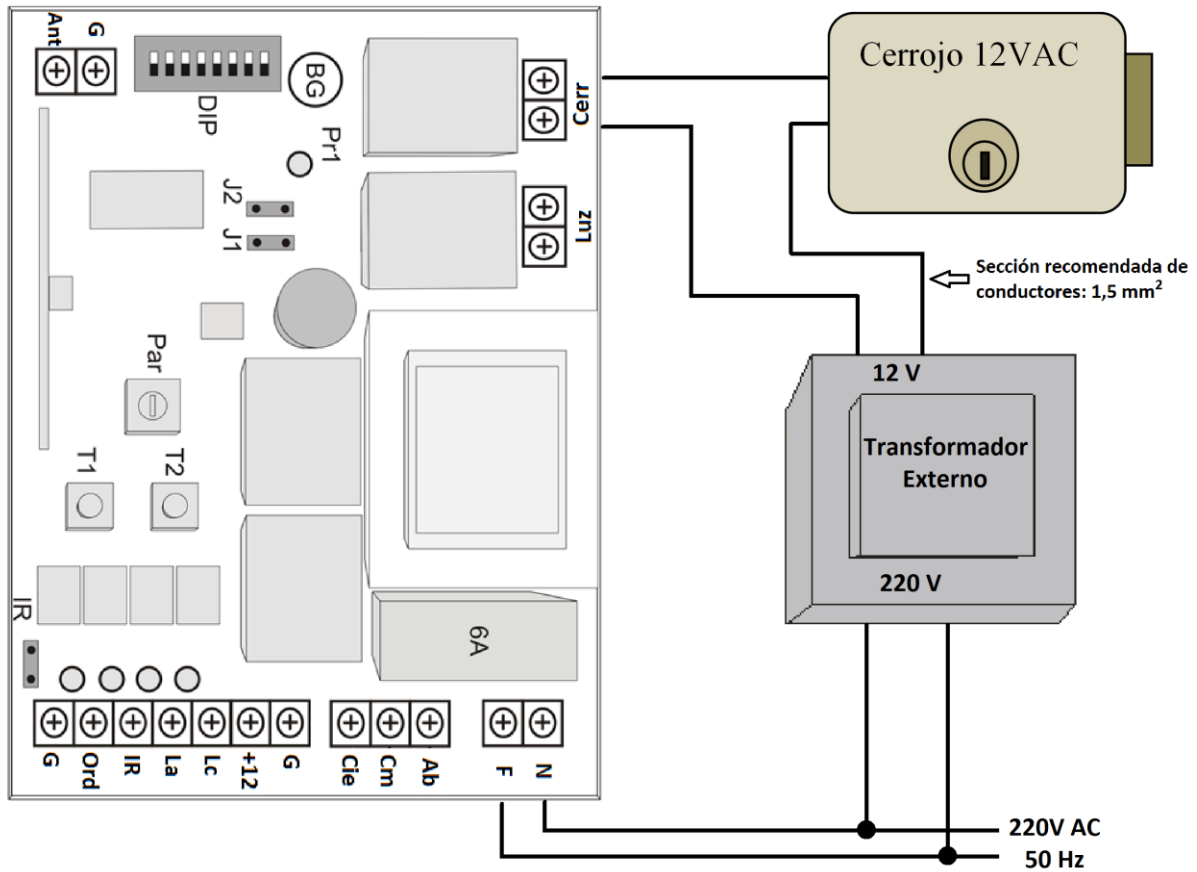 Ant
G
DIP
BG
Pr1
Cerr
Cerrojo 12VAC
J2
J1
Luz
Sección recomendada de
conductores: 1,5 mm²
Par
T1
T2
12 V
Transformador
Externo
220 V
IR
6A
G
Ord
IR
La
Lc
+12
G
Cie
Cm
Ab
F
N
220V AC
50 Hz